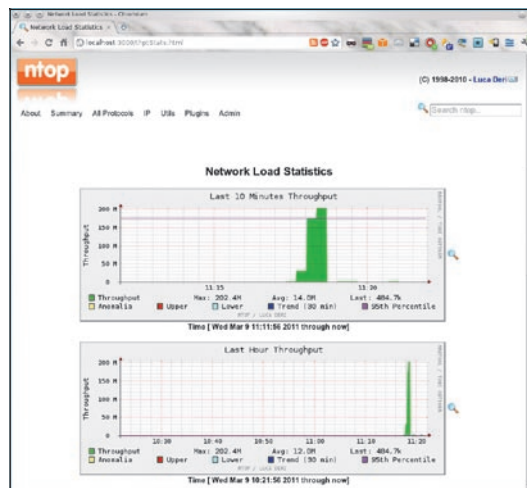 Network Load Statistics - Chromium
Network Load Statistics
localhost:3000/
ntop
(C) 1998-2010 - Luca Deri
About Summary All Protocols IP Utils Plugins Admin
Search ntop...
Network Load Statistics
Last 10 Minutes Throughput
200 M
150 M
100 M
50 M
0
Throughput
11:15 11:20
Throughput Max: 202.4M Avg: 14.0M Last: 484.7k
Anomalia Upper Lower Trend (30 min) 95th Percentile
NTOP / LUCA DERI
Time [ Wed Mar 9 11:11:56 2011 through now]
Last Hour Throughput
200 M
150 M
100 M
50 M
0
Throughput
10:30 10:40 10:50 11:00 11:10 11:20
Throughput Max: 202.4M Avg: 12.0M Last: 484.7k
Anomalia Upper Lower Trend (30 min) 95th Percentile
NTOP / LUCA DERI
Time [ Wed Mar 9 10:21:56 2011 through now]